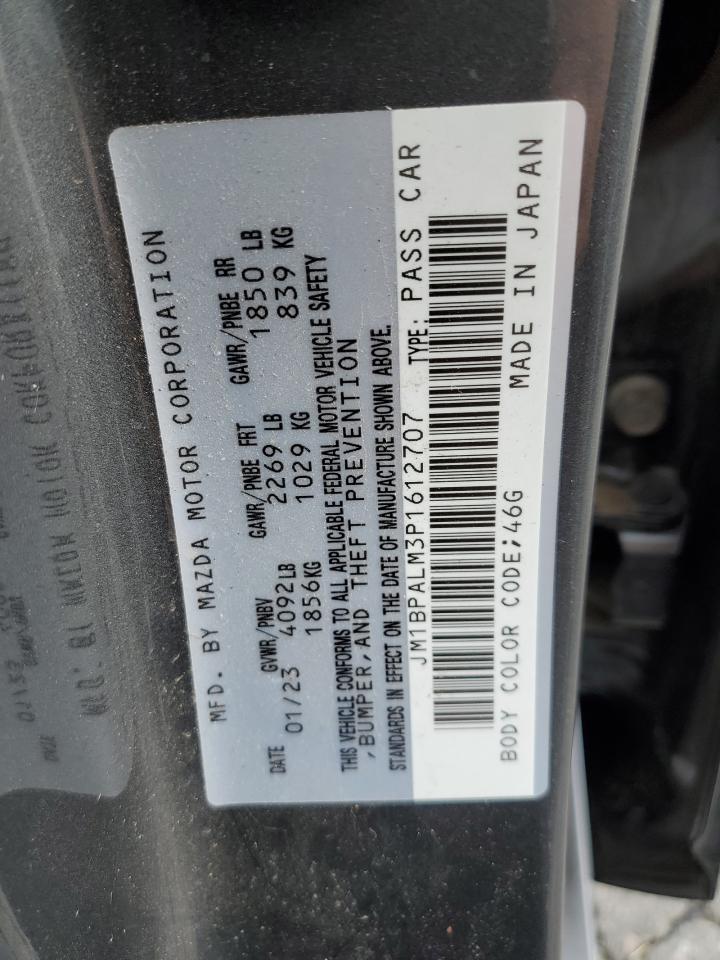 MFD. BY MAZDA MOTOR CORPORATION
DATE GVWR/PNBV GAWR/PNBE FRT GAWR/PNBE RR
01/23 4092LB 2269 LB 1850 LB
1856KG 1029 KG 839 KG
THIS VEHICLE CONFORMS TO ALL APPLICABLE FEDERAL MOTOR VEHICLE SAFETY
,BUMPER,AND THEFT PREVENTION
STANDARDS IN EFFECT ON THE DATE OF MANUFACTURE SHOWN ABOVE.
JM1BPALM3P1612707 TYPE: PASS CAR
BODY COLOR CODE;46G MADE IN JAPAN